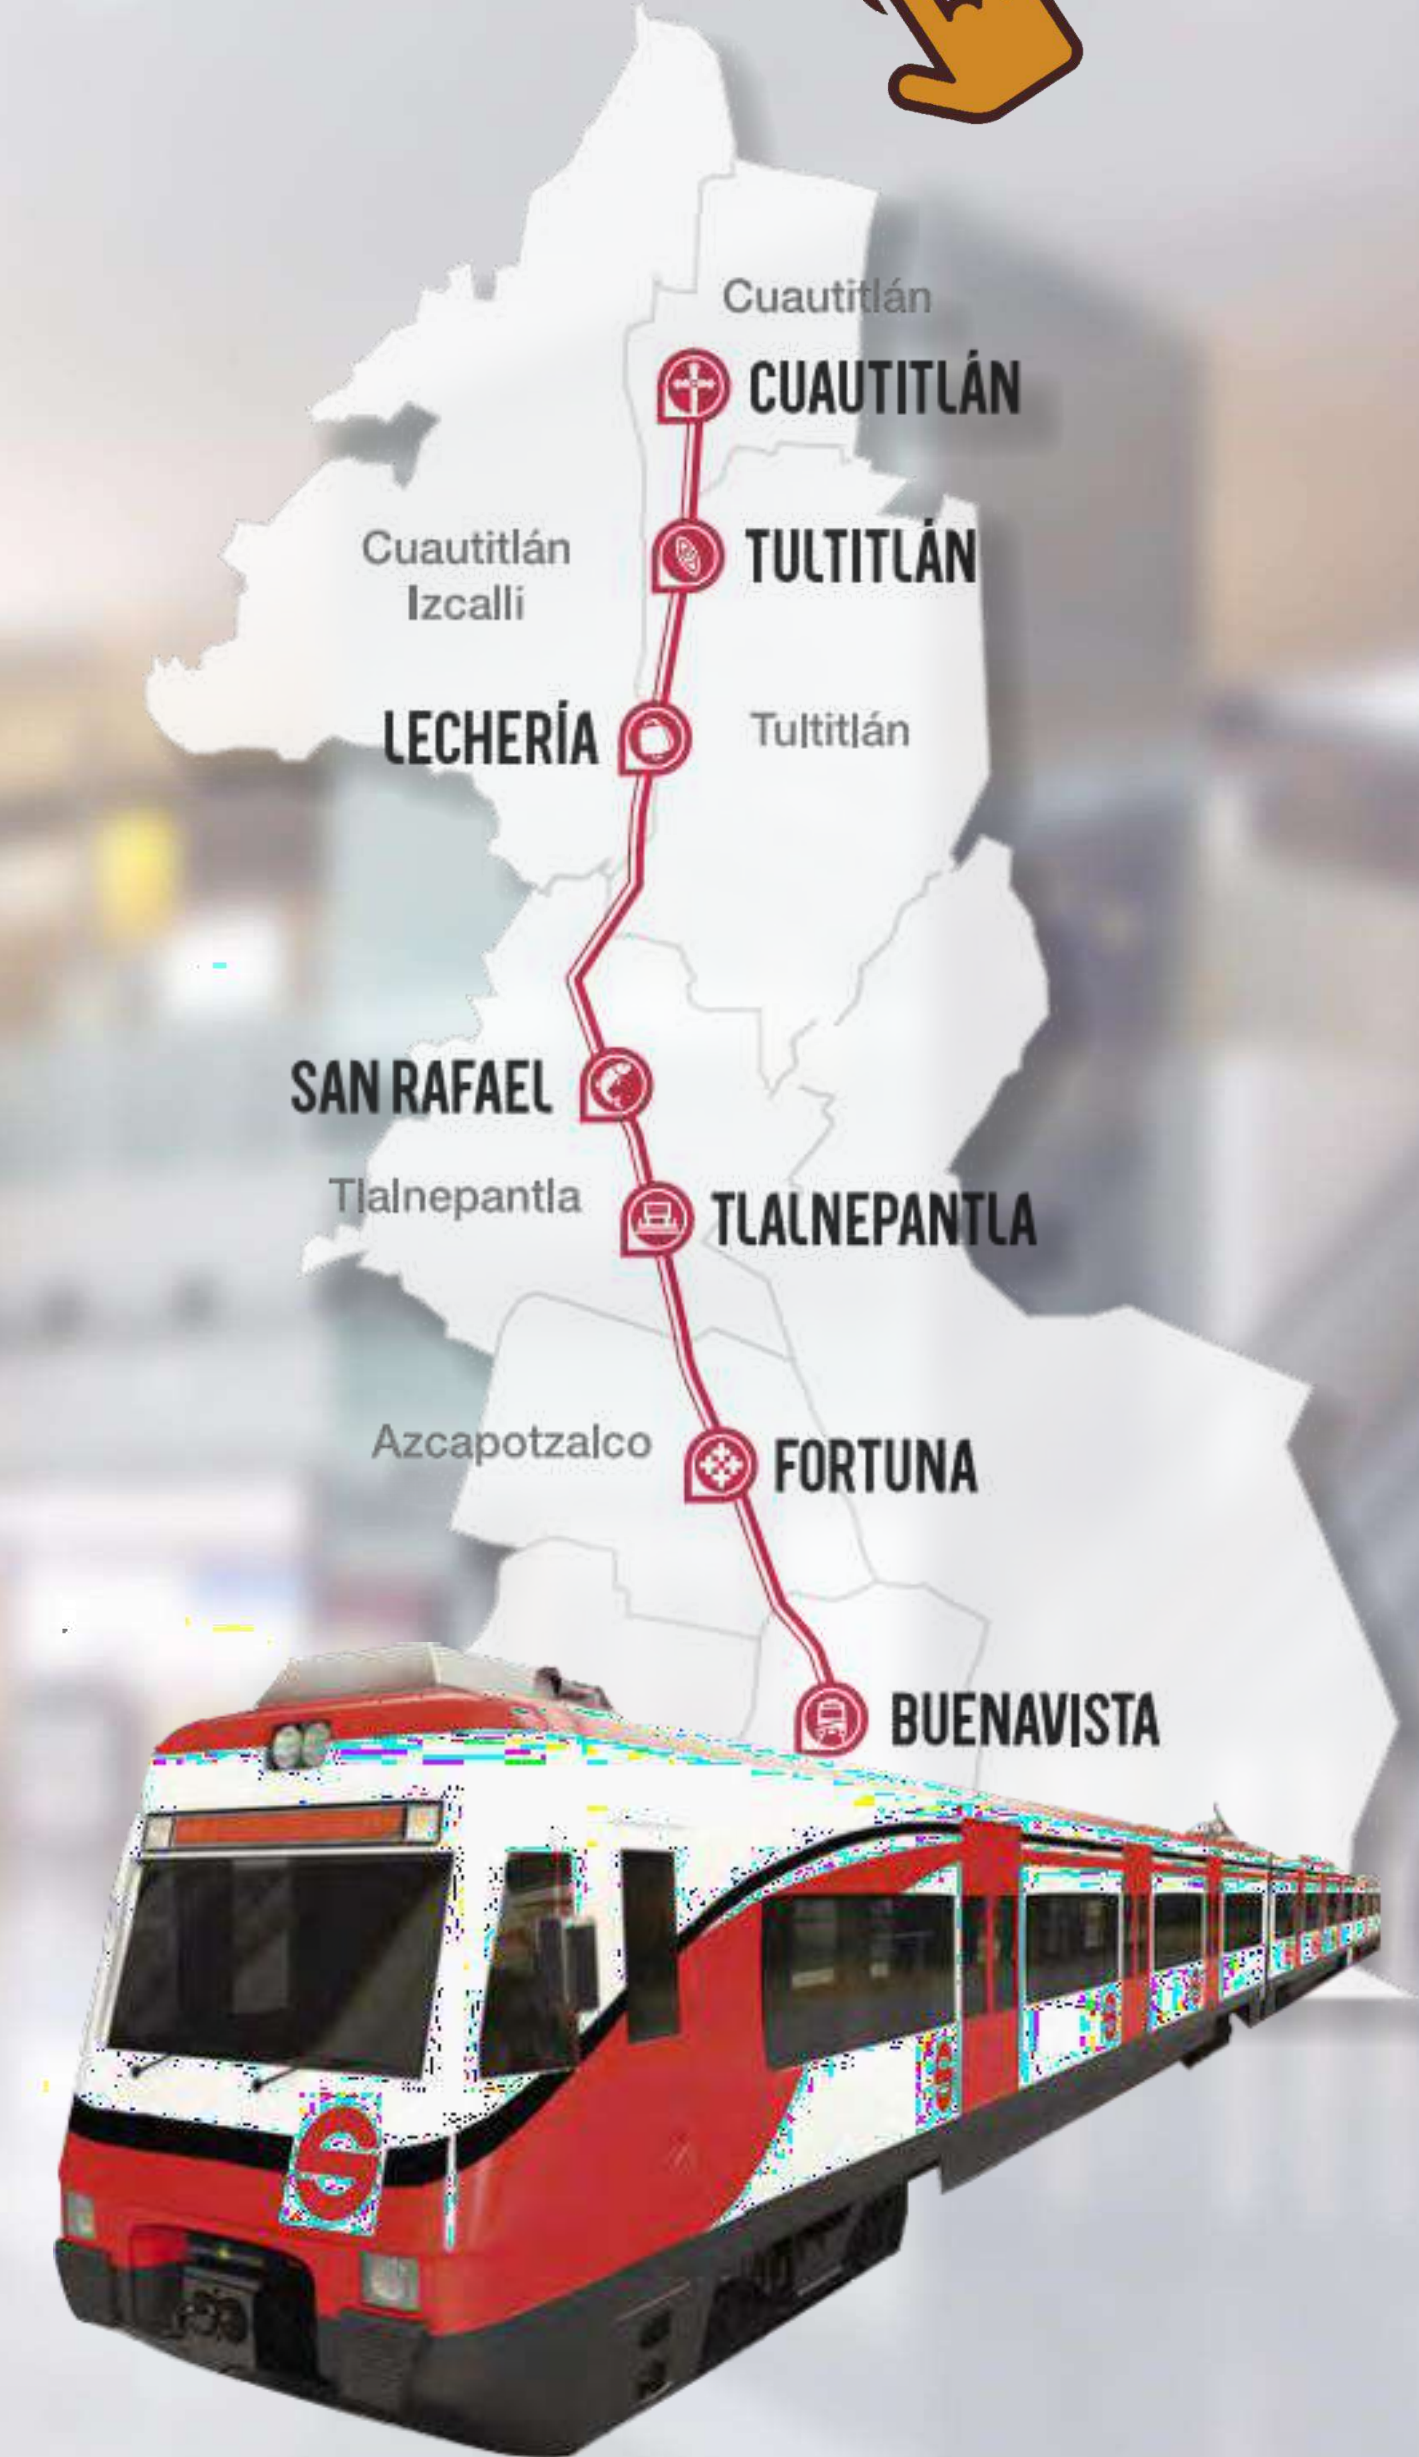 Cuautitlán
CUAUTITLÁN
TULTITLÁN
Cuautitlán
Izcalli
LECHERÍA
Tultitlán
SAN RAFAEL
Tlalnepantla
TLALNEPANTLA
Azcapotzalco
FORTUNA
BUENAVISTA
S
S
S